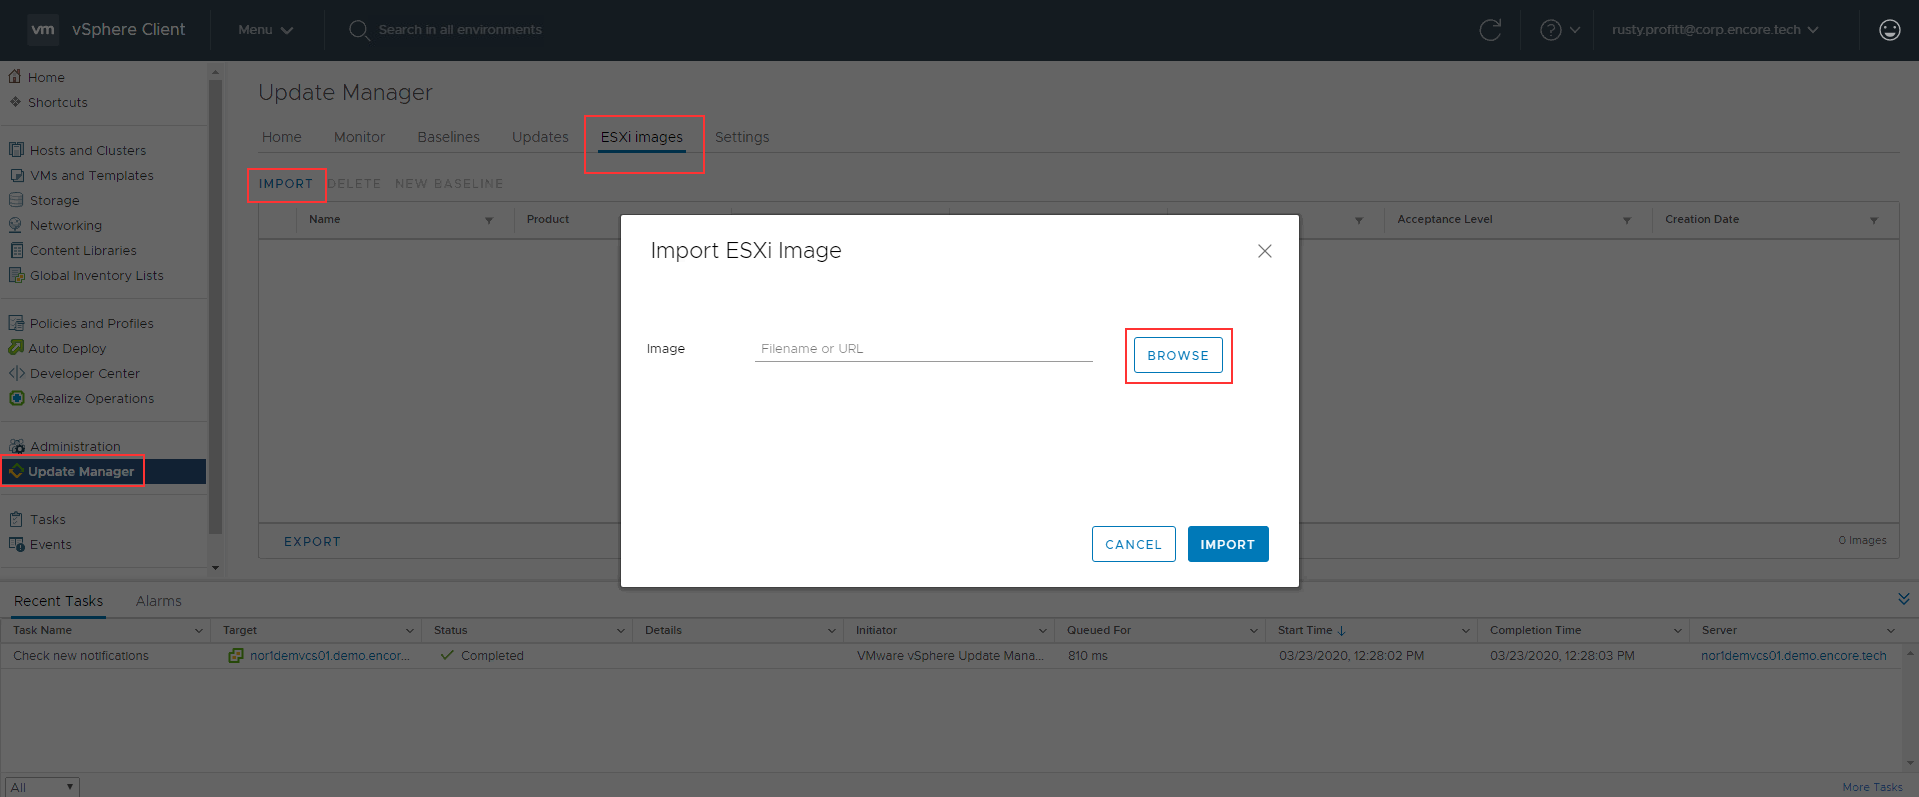 vm vSphere Client Menu Search in all environments rusty.profitt@corp.encore.tech
Home
Shortcuts
Hosts and Clusters
VMs and Templates
Storage
Networking
Content Libraries
Global Inventory Lists
Policies and Profiles
Auto Deploy
Developer Center
vRealize Operations
Administration
Update Manager
Tasks
Events
Update Manager
Home Monitor Baselines Updates ESXi images Settings
IMPORT DELETE NEW BASELINE
Name Product Acceptance Level Creation Date
Import ESXi Image
Image Filename or URL BROWSE
CANCEL IMPORT
EXPORT 0 Images
Recent Tasks Alarms
Task Name Target Status Details Initiator Queued For Start Time Completion Time Server
Check new notifications nor1demvcs01.demo.encor... Completed VMware vSphere Update Mana... 810 ms 03/23/2020, 12:28:02 PM 03/23/2020, 12:28:03 PM nor1demvcs01.demo.encore.tech
All More Tasks